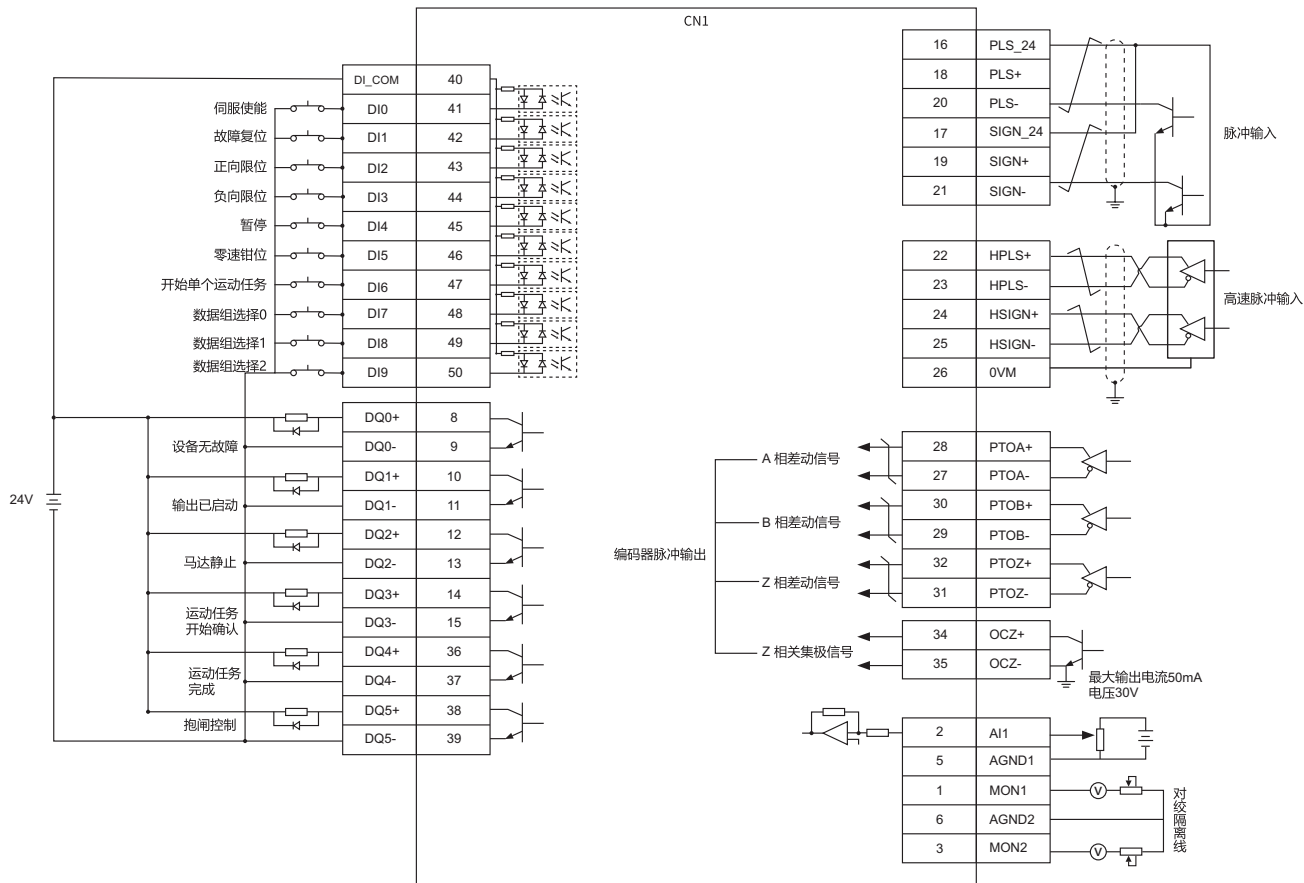 CN1
DI_COM 40
伺服使能 DI0 41
故障复位 DI1 42
正向限位 DI2 43
负向限位 DI3 44
暂停 DI4 45
零速钳位 DI5 46
开始单个运动任务 DI6 47
数据组选择0 DI7 48
数据组选择1 DI8 49
数据组选择2 DI9 50
DQ0+ 8
设备无故障 DQ0- 9
DQ1+ 10
输出已启动 DQ1- 11
DQ2+ 12
马达静止 DQ2- 13
DQ3+ 14
运动任务
开始确认 DQ3- 15
DQ4+ 36
运动任务
完成 DQ4- 37
DQ5+ 38
抱闸控制 DQ5- 39
24V
16 PLS_24
18 PLS+
20 PLS-
17 SIGN_24
19 SIGN+
21 SIGN-
脉冲输入
22 HPLS+
23 HPLS-
24 HSIGN+
25 HSIGN-
26 0VM
高速脉冲输入
编码器脉冲输出
A 相差动信号
28 PTOA+
27 PTOA-
B 相差动信号
30 PTOB+
29 PTOB-
Z 相差动信号
32 PTOZ+
31 PTOZ-
Z 相关集极信号
34 OCZ+
35 OCZ-
最大输出电流50mA
电压30V
2 AI1
5 AGND1
1 MON1
6 AGND2
3 MON2
V
V
对绞隔离线